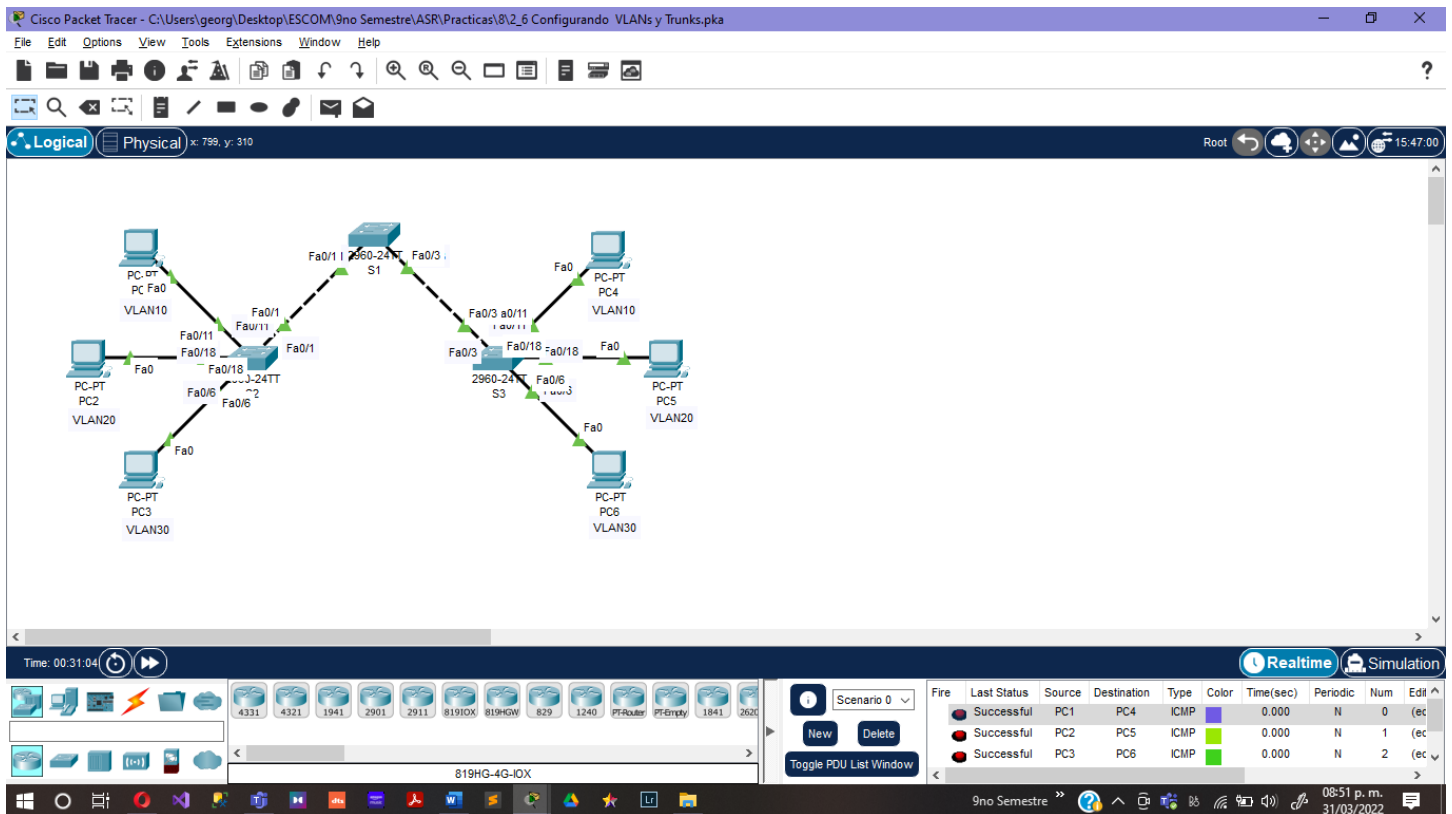 Cisco Packet Tracer - C:\Users\georg\Desktop\ESCOM\9no Semestre\ASR\Practicas\8\2_6 Configurando VLANs y Trunks.pka
File Edit Options View Tools Extensions Window Help
?
Logical Physical x: 799, y: 310 Root 15:47:00
PC-PT
Fa0
VLAN10
Fa0/1
2960-24TT
S1
Fa0/3
Fa0
PC-PT
PC4
VLAN10
Fa0/1
Fa0/11
Fa0/11
Fa0/18
Fa0/1
Fa0
Fa0/18
PC-PT
PC2
VLAN20
Fa0/6
Fa0/6
Fa0
PC-PT
PC3
VLAN30
Fa0/3
a0/11
Fa0/3
Fa0/18
Fa0/18
Fa0
2960-24TT
S3
Fa0/6
PC-PT
PC5
VLAN20
Fa0
PC-PT
PC6
VLAN30
Time: 00:31:04 Realtime Simulation
4331 4321 1941 2901 2911 819IOX 819HGW 829 1240 PT-Router PT-Empty 1841
819HG-4G-IOX
Scenario 0
New Delete
Toggle PDU List Window
Fire Last Status Source Destination Type Color Time(sec) Periodic Num Edit
Successful PC1 PC4 ICMP 0.000 N 0 (ed
Successful PC2 PC5 ICMP 0.000 N 1 (ed
Successful PC3 PC6 ICMP 0.000 N 2 (ed
9no Semestre 08:51 p. m.
31/03/2022